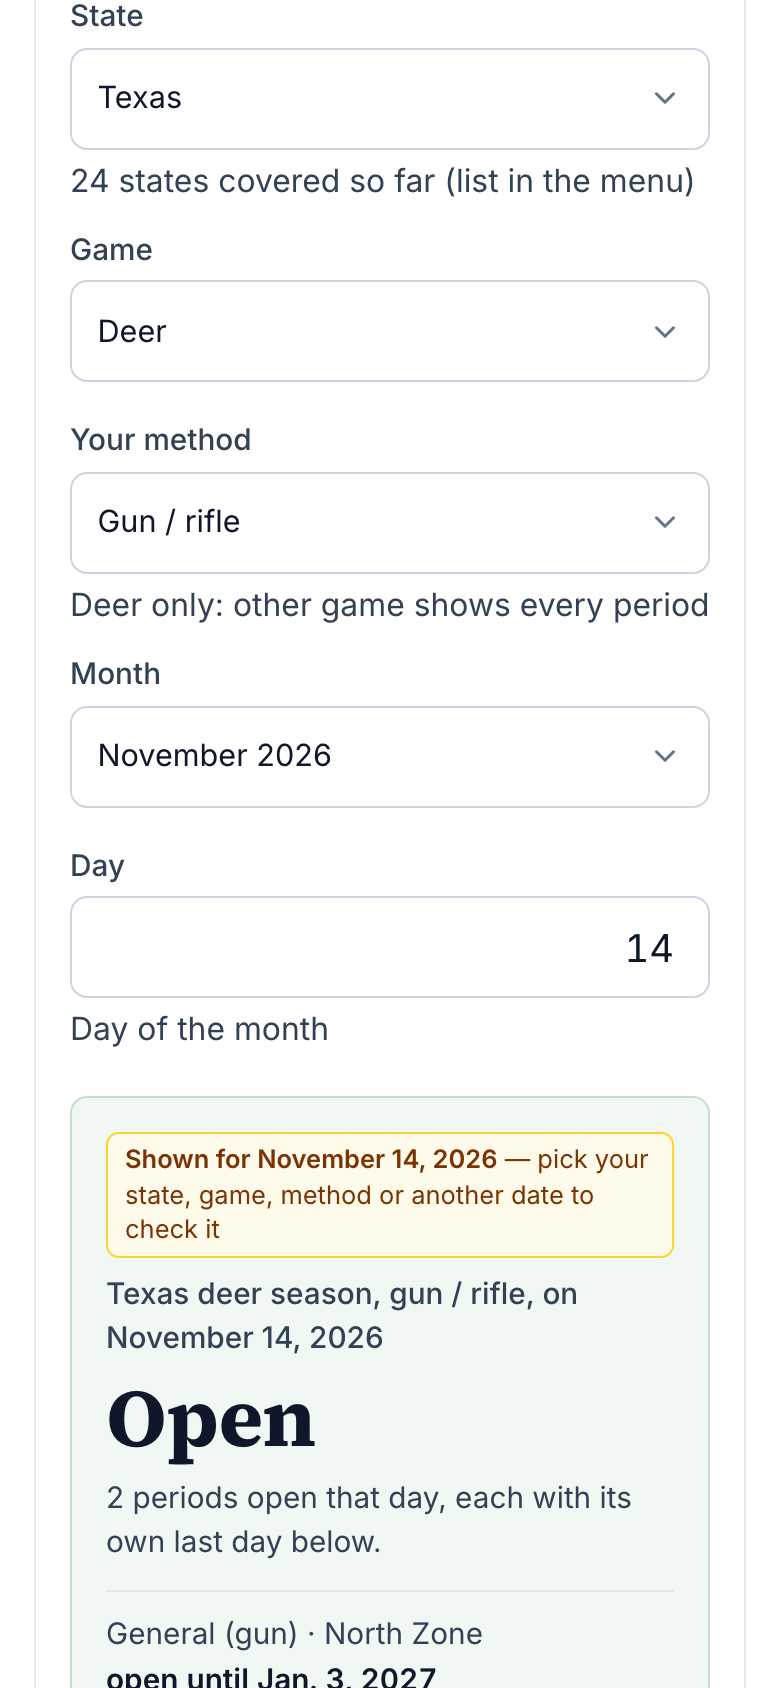 State
Texas
24 states covered so far (list in the menu)
Game
Deer
Your method
Gun / rifle
Deer only: other game shows every period
Month
November 2026
Day
14
Day of the month
Shown for November 14, 2026 — pick your
state, game, method or another date to
check it
Texas deer season, gun / rifle, on
November 14, 2026
Open
2 periods open that day, each with its
own last day below.
General (gun) · North Zone
open until Jan. 3, 2027